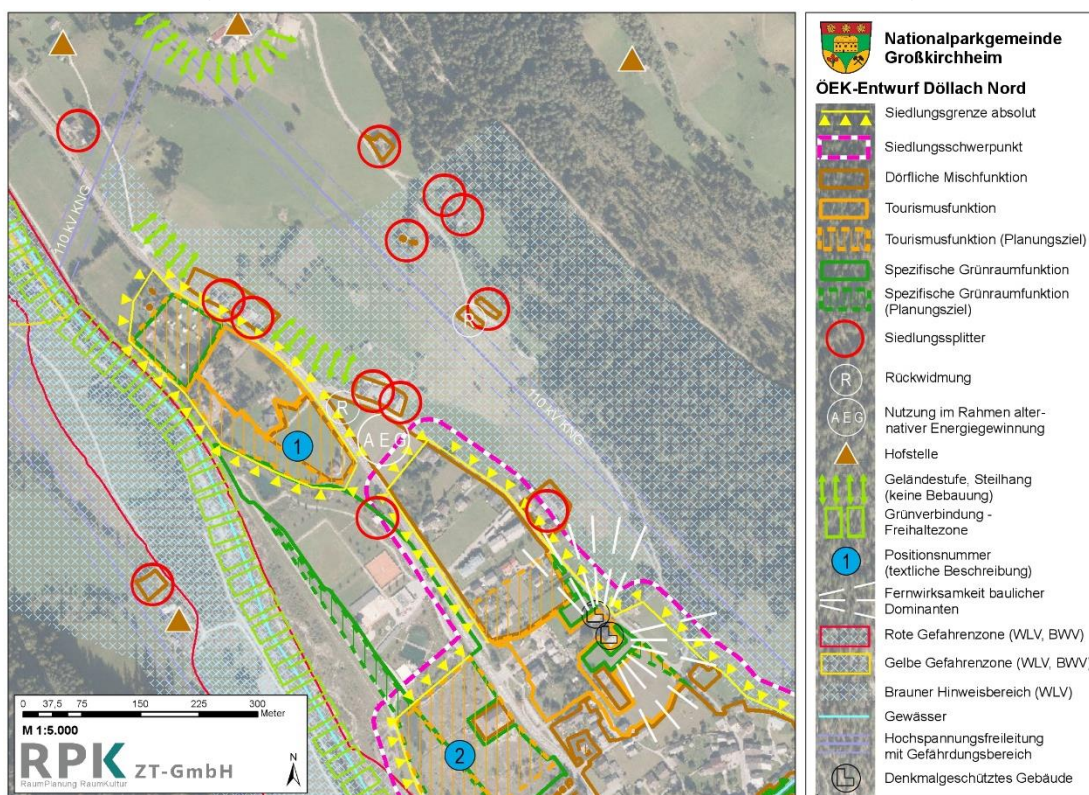 110 kV KNG
R
R
110 kV KNG
A E G
1
2
0 37,5 75 150 225 300
Meter
M 1:5.000
RPK ZT-GmbH
RaumPlanung RaumKultur
N
Nationalparkgemeinde
Großkirchheim
ÖEK-Entwurf Döllach Nord
Siedlungsgrenze absolut
Siedlungsschwerpunkt
Dörfliche Mischfunktion
Tourismusfunktion
Tourismusfunktion (Planungsziel)
Spezifische Grünraumfunktion
Spezifische Grünraumfunktion
(Planungsziel)
Siedlungssplitter
R
Rückwidmung
A E G
Nutzung im Rahmen alter-
nativer Energiegewinnung
Hofstelle
Geländestufe, Steilhang
(keine Bebauung)
Grünverbindung -
Freihaltezone
1
Positionsnummer
(textliche Beschreibung)
Fernwirksamkeit baulicher
Dominanten
Rote Gefahrenzone (WLV, BWV)
Gelbe Gefahrenzone (WLV, BWV)
Brauner Hinweisbereich (WLV)
Gewässer
Hochspannungsfreileitung
mit Gefährdungsbereich
Denkmalgeschütztes Gebäude